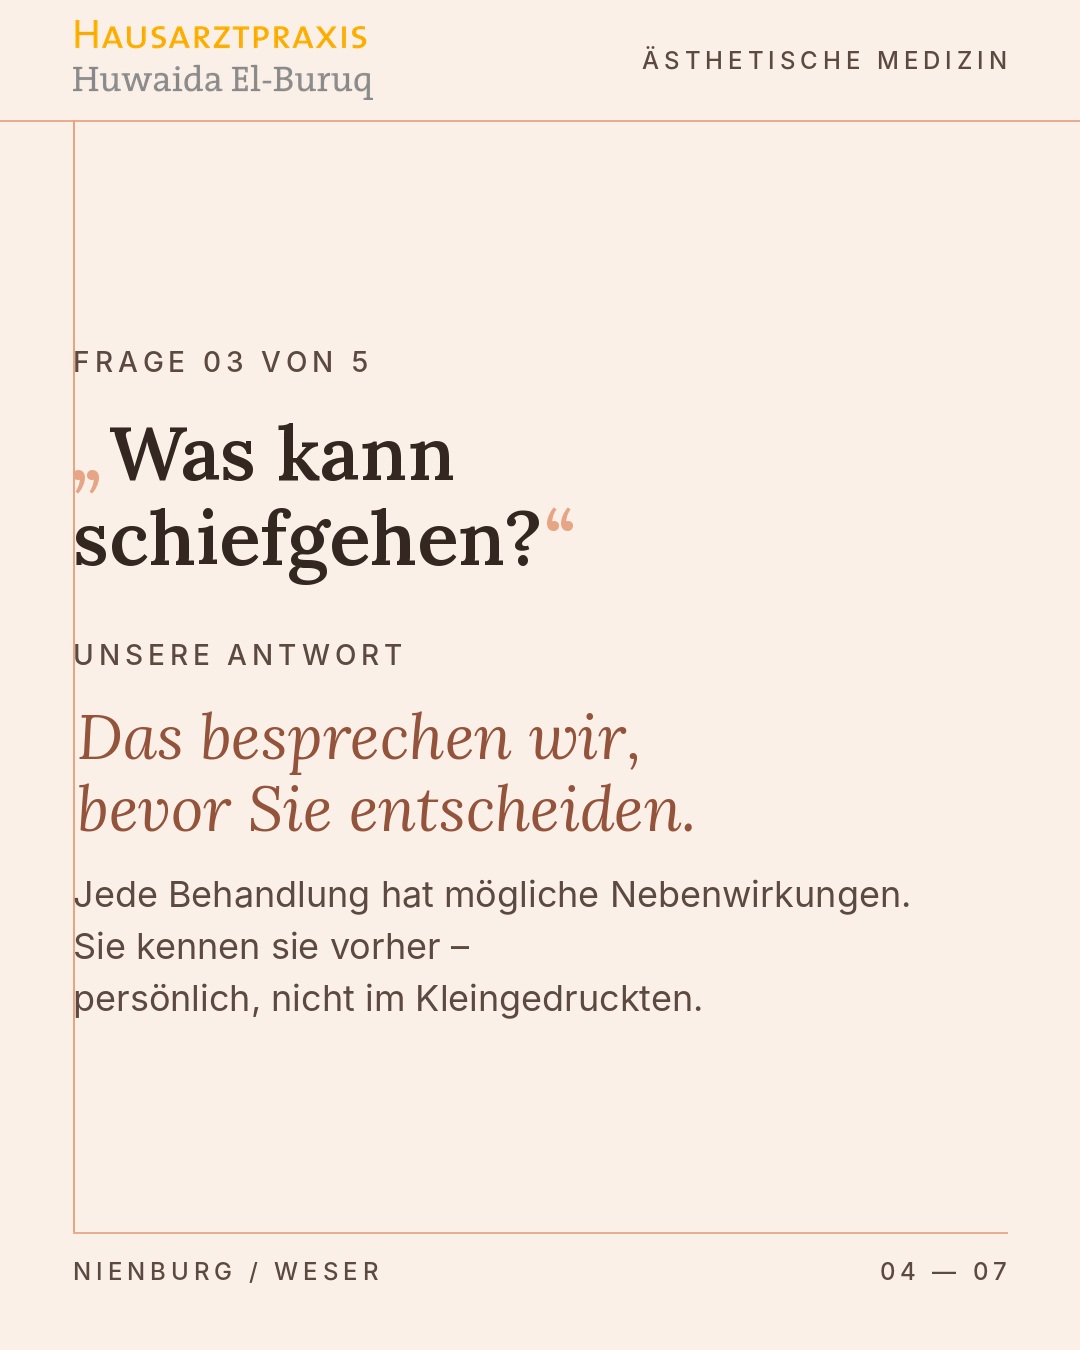 HAUSARZTPRAXIS
Huwaida El-Buruq
ÄSTHETISCHE MEDIZIN
FRAGE 03 VON 5
„Was kann
schiefgehen?“
UNSERE ANTWORT
Das besprechen wir,
bevor Sie entscheiden.
Jede Behandlung hat mögliche Nebenwirkungen.
Sie kennen sie vorher –
persönlich, nicht im Kleingedruckten.
NIENBURG / WESER
04 — 07